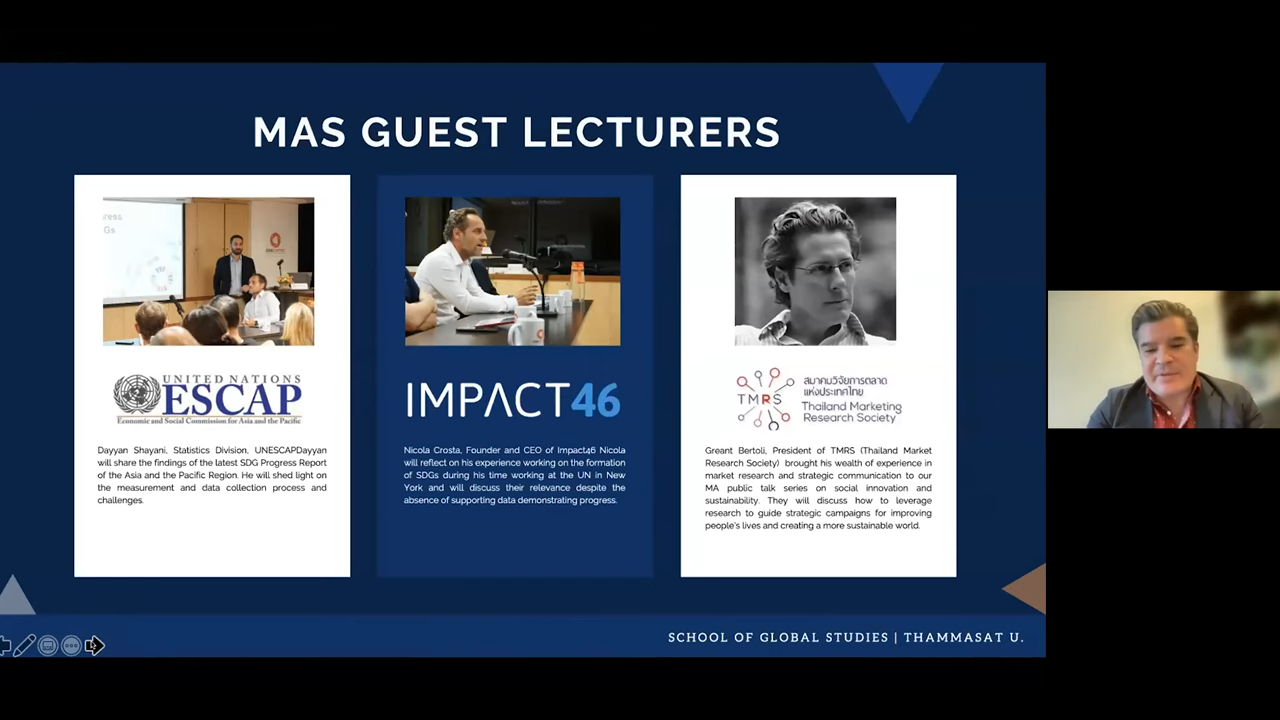 MAS GUEST LECTURERS
ress
Gs
UNITED NATIONS
ESCAP
Economic and Social Commission for Asia and the Pacific
Dayyan Shayani, Statistics Division, UNESCAPDayyan
will share the findings of the latest SDG Progress Report
of the Asia and the Pacific Region. He will shed light on
the measurement and data collection process and
challenges.
IMPACT46
Nicola Crosta, Founder and CEO of Impact46 Nicola
will reflect on his experience working on the formation
of SDGs during his time working at the UN in New
York and will discuss their relevance despite the
absence of supporting data demonstrating progress.
TMRS
สมาคมวิจัยการตลาด
แห่งประเทศไทย
Thailand Marketing
Research Society
Greant Bertoli, President of TMRS (Thailand Market
Research Society) brought his wealth of experience in
market research and strategic communication to our
MA public talk series on social innovation and
sustainability. They will discuss how to leverage
research to guide strategic campaigns for improving
people's lives and creating a more sustainable world.
SCHOOL OF GLOBAL STUDIES | THAMMASAT U.